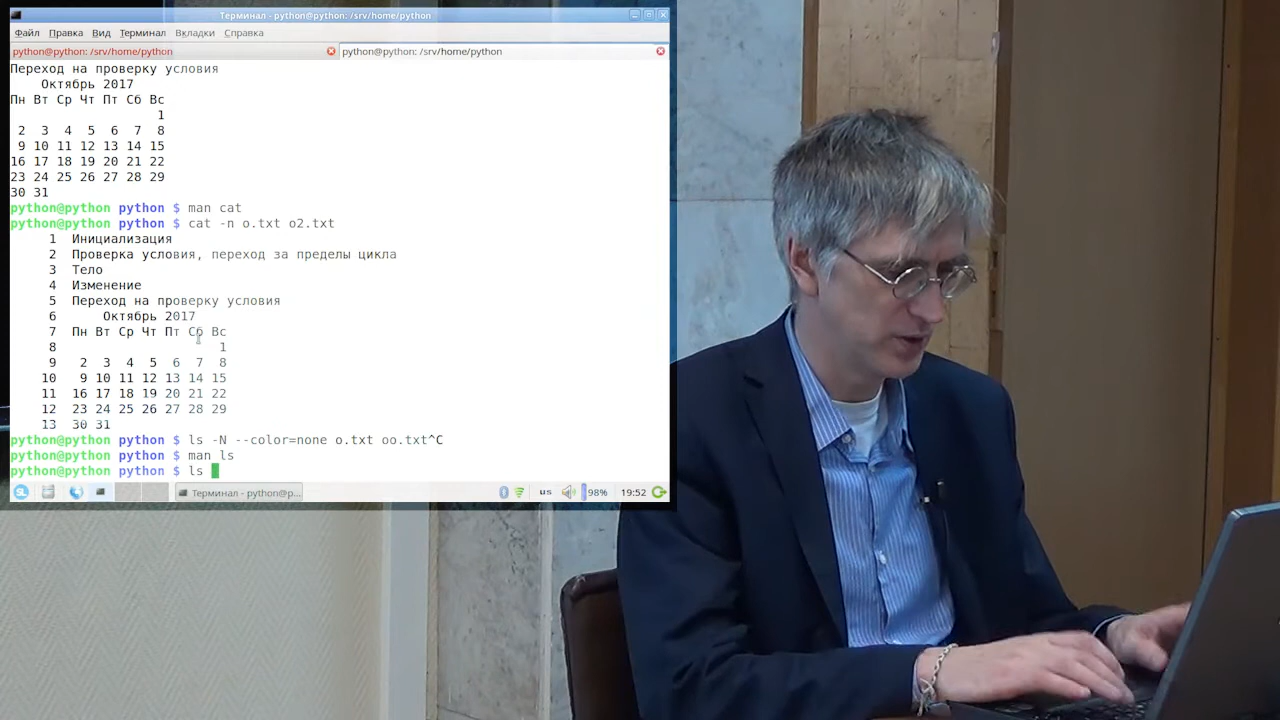 Терминал - python@python: /srv/home/python
Файл Правка Вид Терминал Вкладки Справка
python@python: /srv/home/python python@python: /srv/home/python
Переход на проверку условия
Октябрь 2017
Пн Вт Ср Чт Пт Сб Вс
1
2 3 4 5 6 7 8
9 10 11 12 13 14 15
16 17 18 19 20 21 22
23 24 25 26 27 28 29
30 31
python@python python $ man cat
python@python python $ cat -n o.txt o2.txt
1 Инициализация
2 Проверка условия, переход за пределы цикла
3 Тело
4 Изменение
5 Переход на проверку условия
6 Октябрь 2017
7 Пн Вт Ср Чт Пт Сб Вс
8 1
9 2 3 4 5 6 7 8
10 9 10 11 12 13 14 15
11 16 17 18 19 20 21 22
12 23 24 25 26 27 28 29
13 30 31
python@python python $ ls -N --color=none o.txt oo.txt^C
python@python python $ man ls
python@python python $ ls
Терминал - python@p... us 98% 19:52